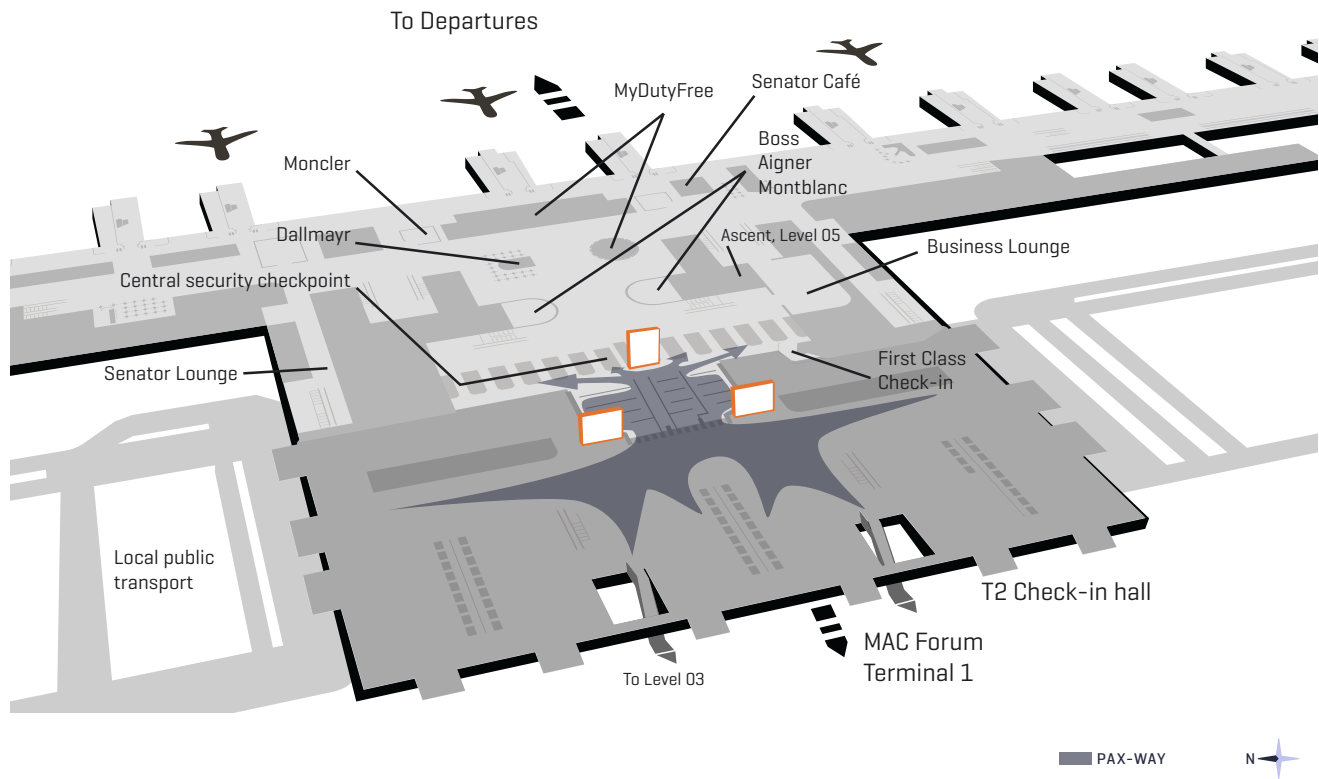 To Departures
MyDutyFree
Senator Café
Boss
Aigner
Montblanc
Moncler
Dallmayr
Ascent, Level 05
Business Lounge
Central security checkpoint
Senator Lounge
First Class
Check-in
Local public
transport
T2 Check-in hall
MAC Forum
Terminal 1
To Level 03
PAX-WAY
N